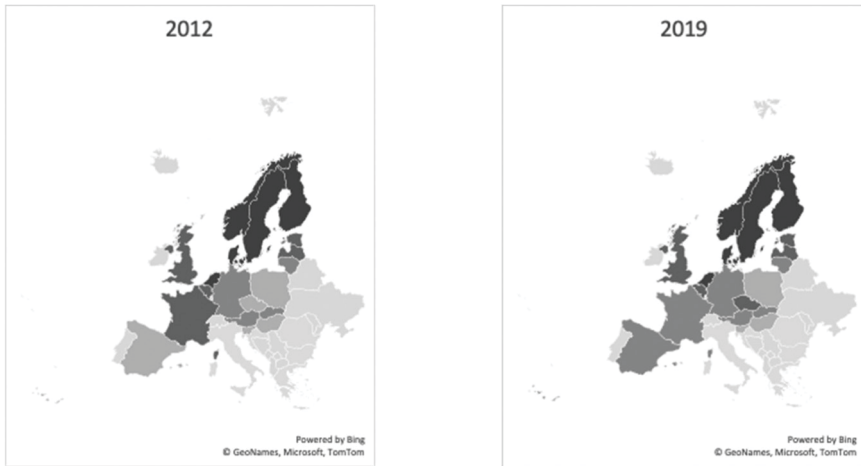 2012
2019
Powered by Bing
© GeoNames, Microsoft, TomTom
Powered by Bing
© GeoNames, Microsoft, TomTom